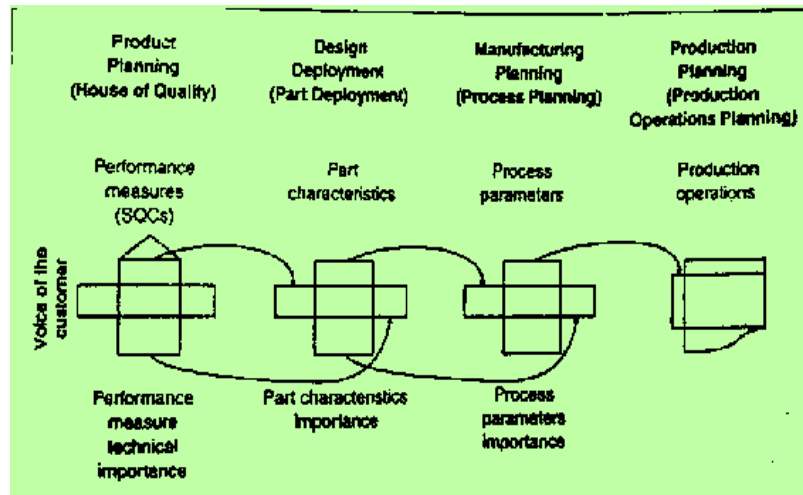 Product
Planning
(House of Quality)
Design
Deployment
(Part Deployment)
Manufacturing
Planning
(Process Planning)
Production
Planning
(Production
Operations Planning)
Performance
measures
(SQCs)
Part
characteristics
Process
parameters
Production
operations
Voice of the
customer
Performance
measure
technical
importance
Part characteristics
importance
Process
parameters
importance